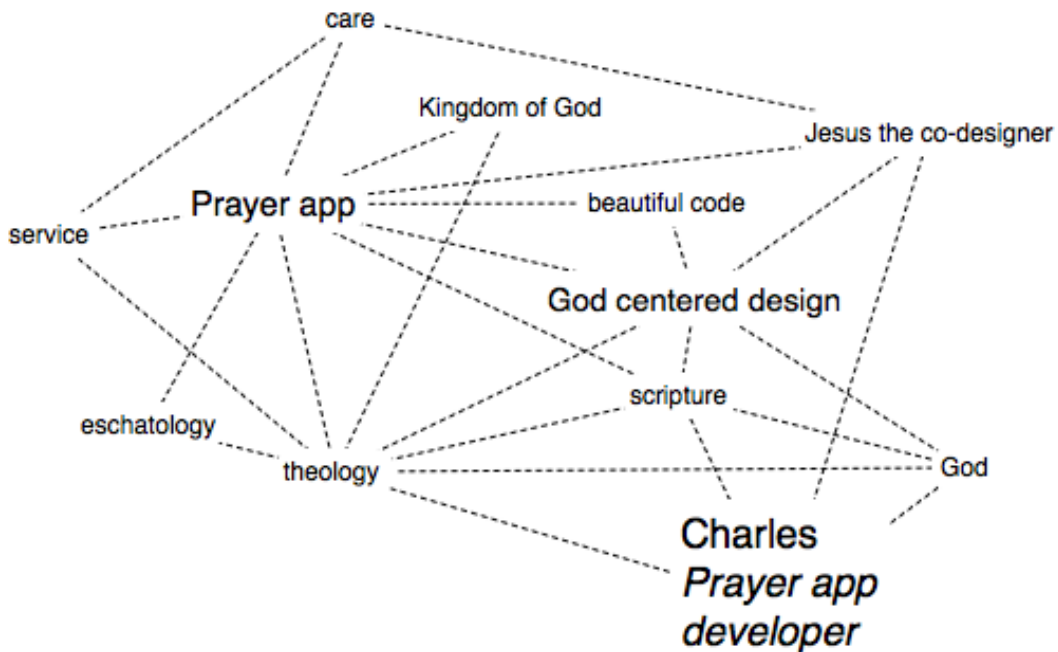 care
Kingdom of God
Jesus the co-designer
Prayer app
beautiful code
service
God centered design
scripture
eschatology
theology
God
Charles
Prayer app
developer